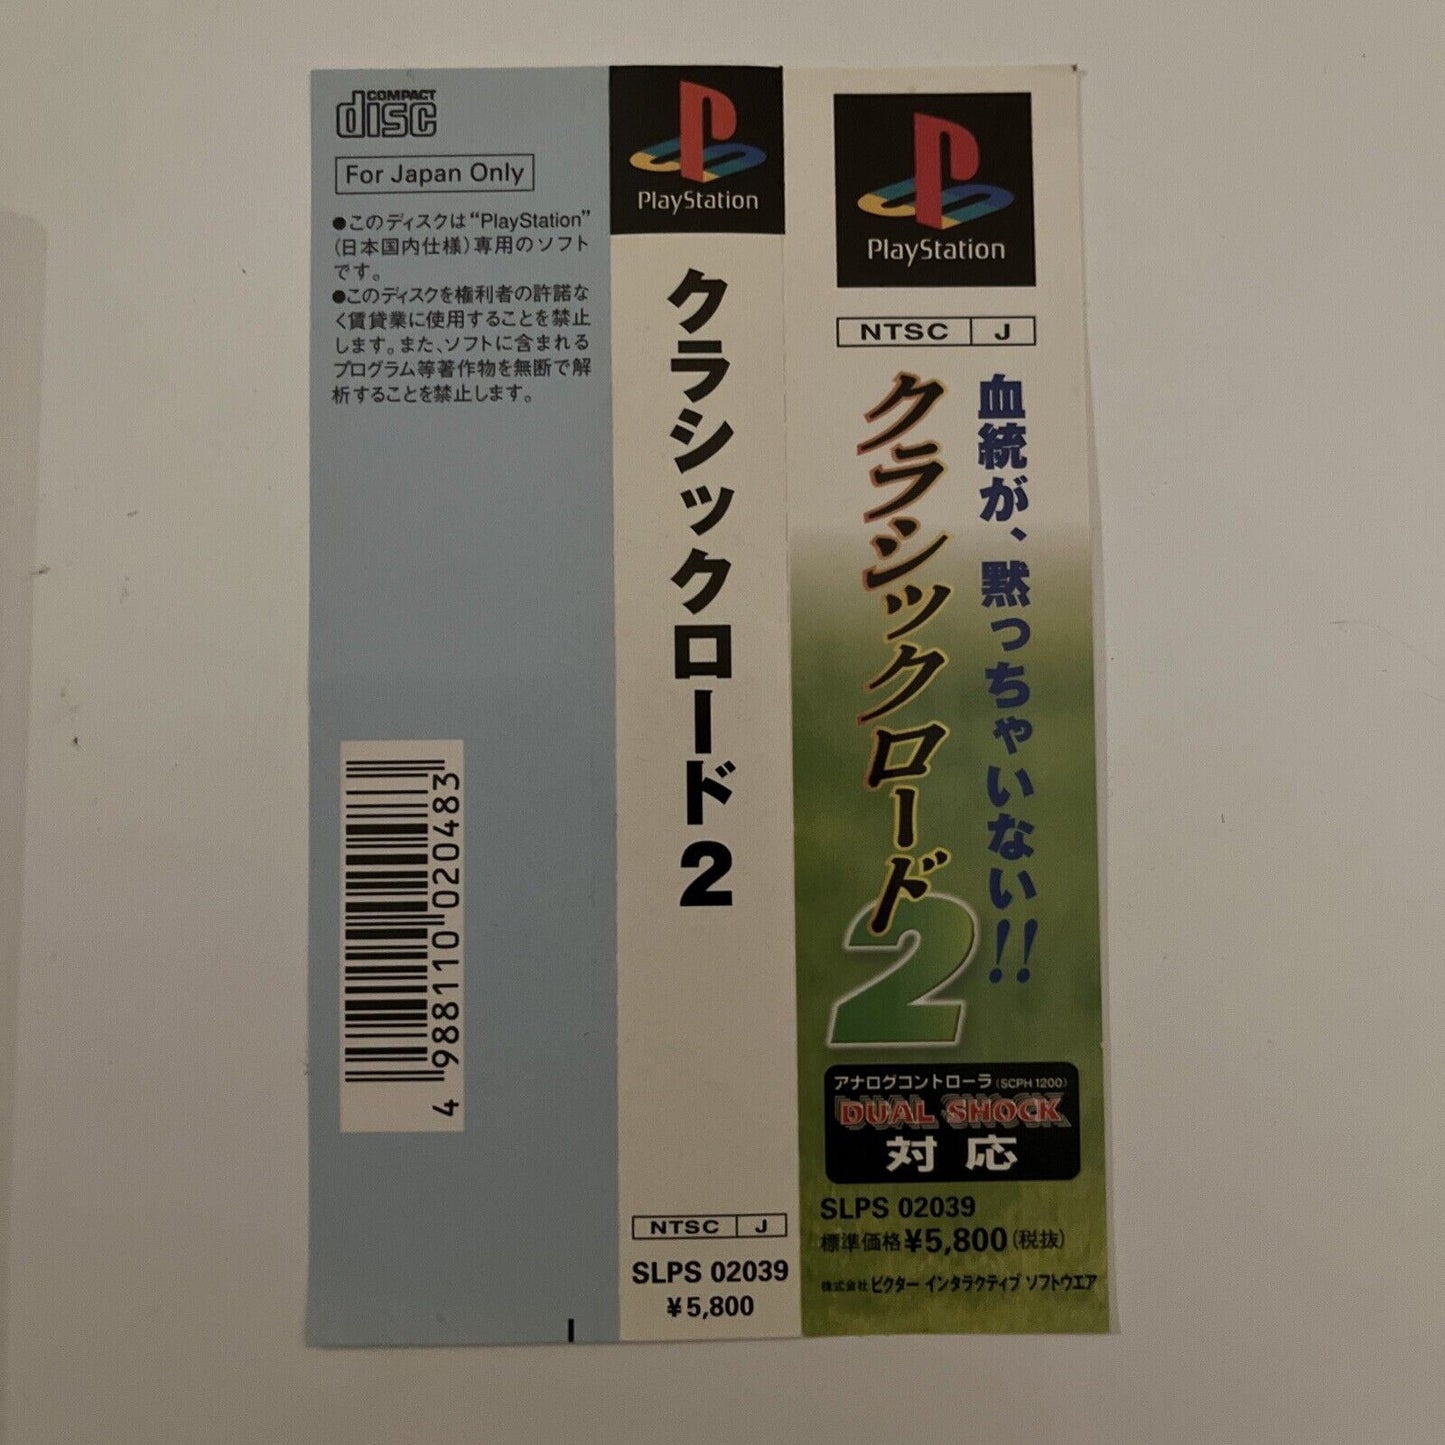 COMPACT
disc
For Japan Only
●このディスクは“PlayStation”
(日本国内仕様)専用のソフト
です。
●このディスクを権利者の許諾な
く賃貸業に使用することを禁止
します。また、ソフトに含まれる
プログラム等著作物を無断で解
析することを禁止します。
4 988110 020483
PlayStation
クラシックロード2
NTSC J
SLPS 02039
¥5,800
PlayStation
NTSC J
血統が、黙っちゃいない!!
クラシックロード2
アナログコントローラ(SCPH 1200)
DUAL SHOCK
対応
SLPS 02039
標準価格¥5,800(税抜)
株式会社ビクター インタラクティブ ソフトウエア